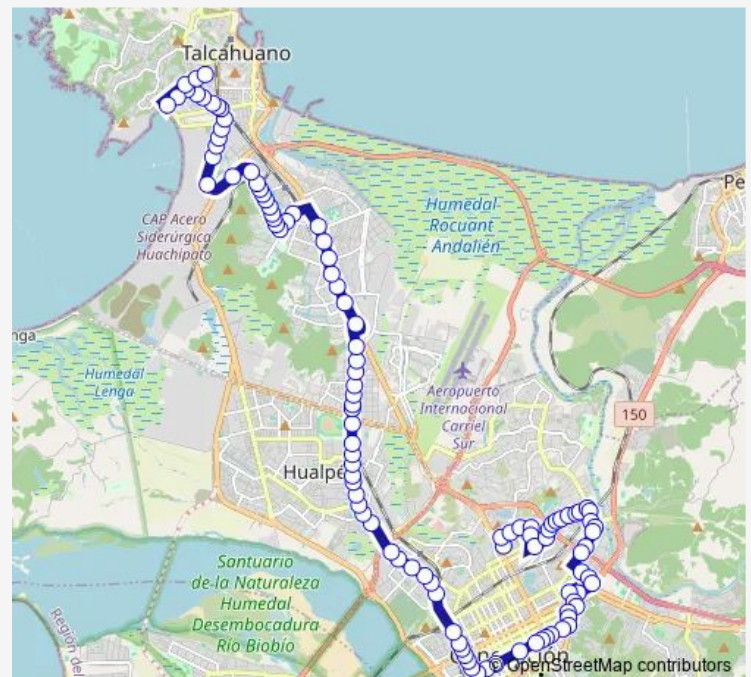 Talcahuano
Pe
Humedal
Rocuant
Andalién
CAP Acero
Siderúrgica
Huachipato
nga
Humedal
Lenga
Aeropuerto
Internacional
Carriel
Sur
150
Hualpé
Santuario
de la Naturaleza
Humedal
Desembocadura
Río Biobío
Región del
© OpenStreetMap contributors